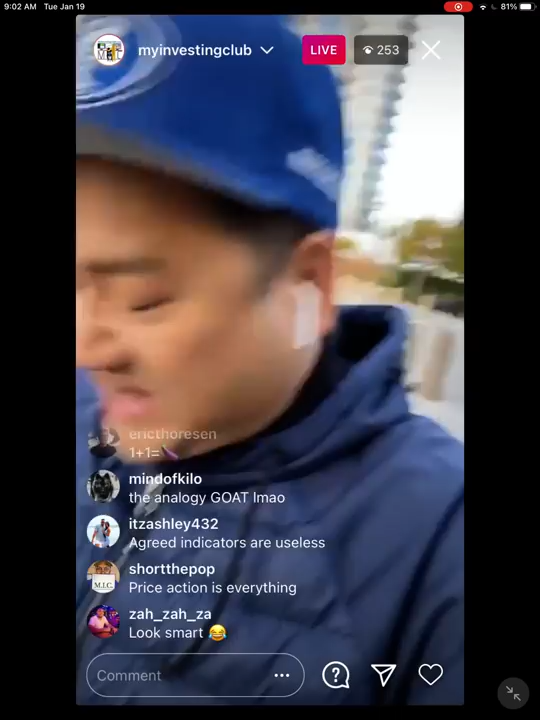 9:02 AM Tue Jan 19
81%
myinvestingclub
LIVE
253
ericthoresen
1+1=
mindofkilo
the analogy GOAT lmao
itzashley432
Agreed indicators are useless
shortthepop
Price action is everything
M.I.C.
zah_zah_za
Look smart 😂
Comment